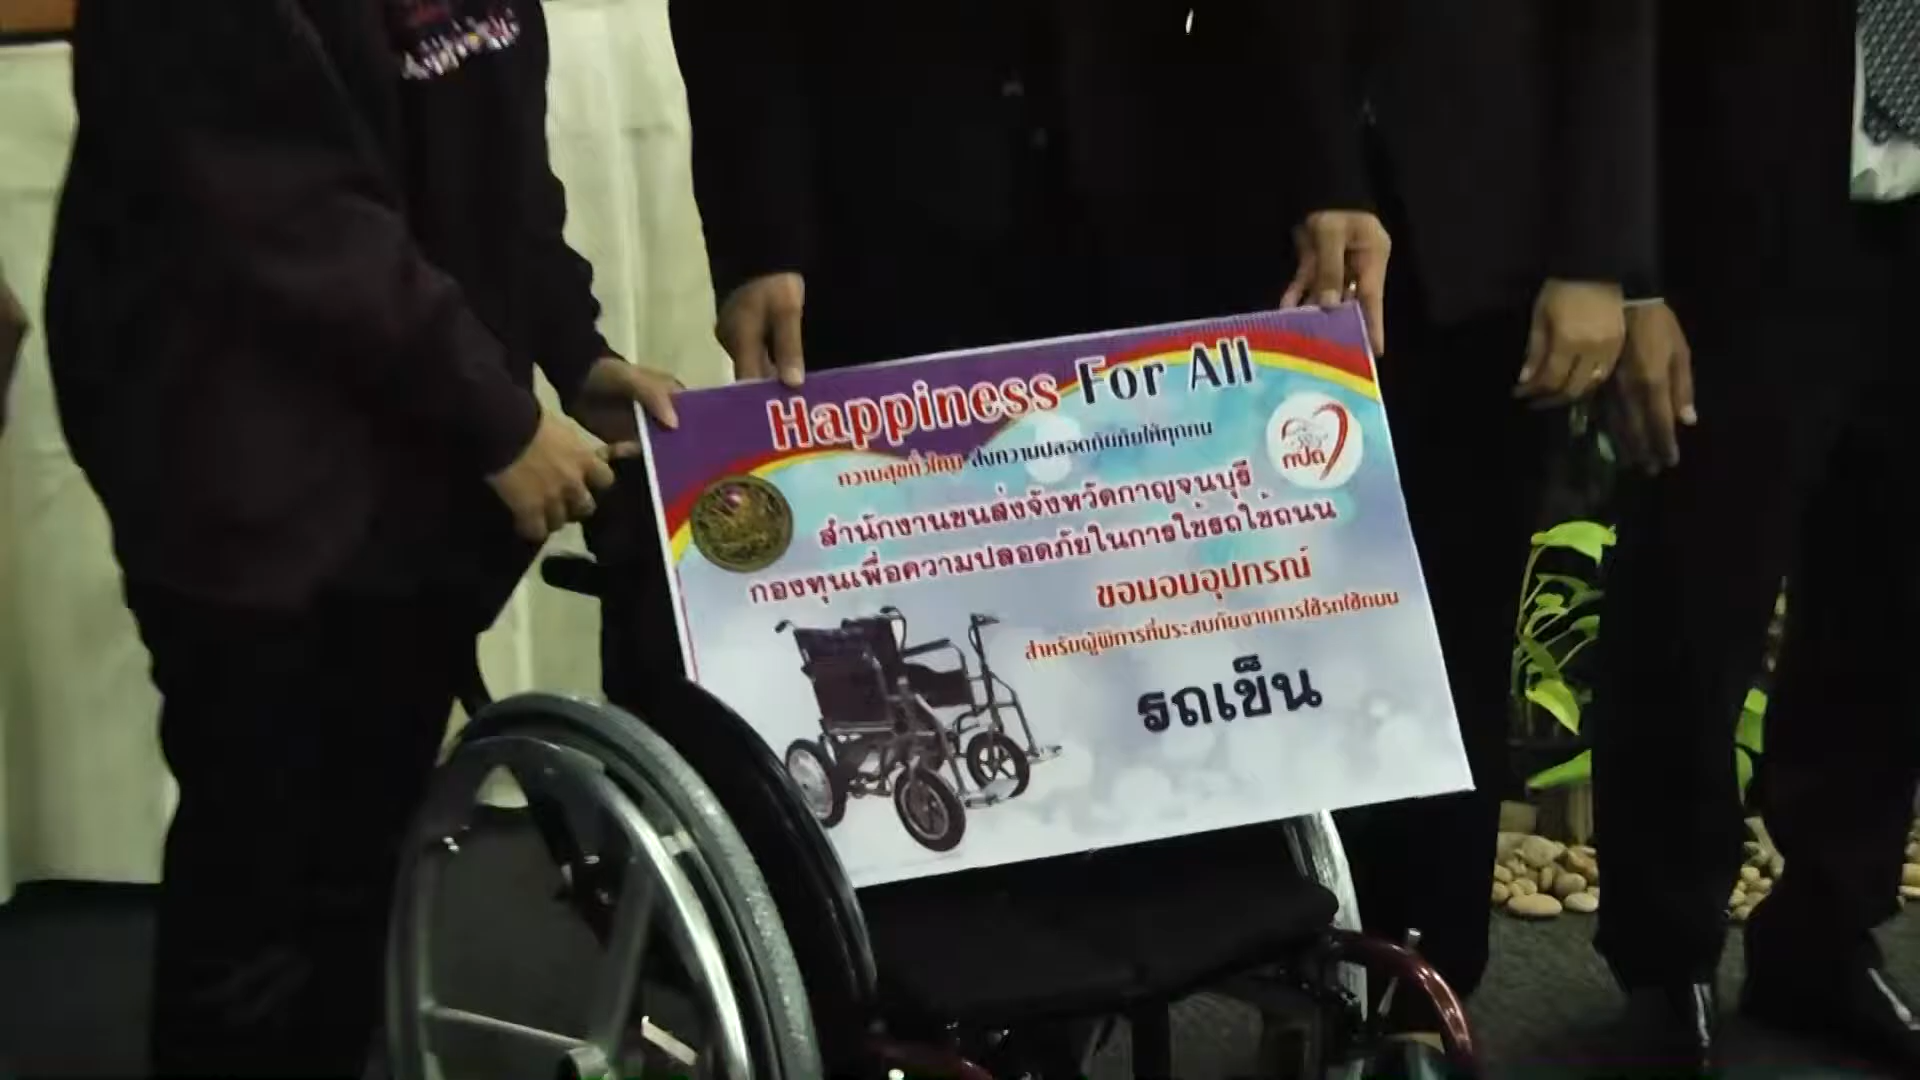 Happiness For All
ความสุขทั่วไทย ส่งความปลอดภัยภัยให้ทุกคน
กปถ
สำนักงานขนส่งจังหวัดกาญจนบุรี
กองทุนเพื่อความปลอดภัยในการใช้รถใช้ถนน
ขอมอบอุปกรณ์
สำหรับผู้พิการที่ประสบภัยจากการใช้รถใช้ถนน
รถเข็น